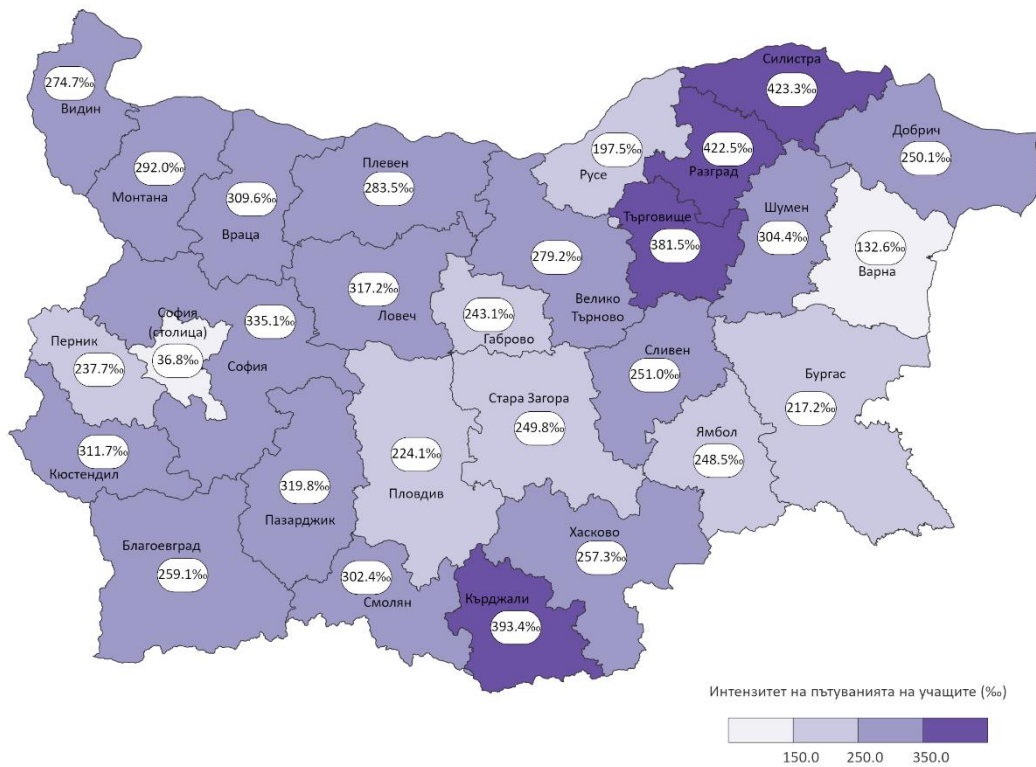 Силистра
423.3‰
274.7‰
Видин
Добрич
250.1‰
197.5‰
Русе
422.5‰
Разград
292.0‰
Монтана
Плевен
283.5‰
309.6‰
Враца
Търговище
381.5‰
Шумен
304.4‰
132.6‰
Варна
279.2‰
Велико
Търново
317.2‰
Ловеч
243.1‰
Габрово
София
(столица)
36.8‰
335.1‰
София
Перник
237.7‰
Сливен
251.0‰
Бургас
217.2‰
Стара Загора
249.8‰
Ямбол
248.5‰
311.7‰
Кюстендил
224.1‰
Пловдив
319.8‰
Пазарджик
Хасково
257.3‰
Благоевград
259.1‰
302.4‰
Смолян
Кърджали
393.4‰
Интензитет на пътуванията на учащите (‰)
150.0 250.0 350.0